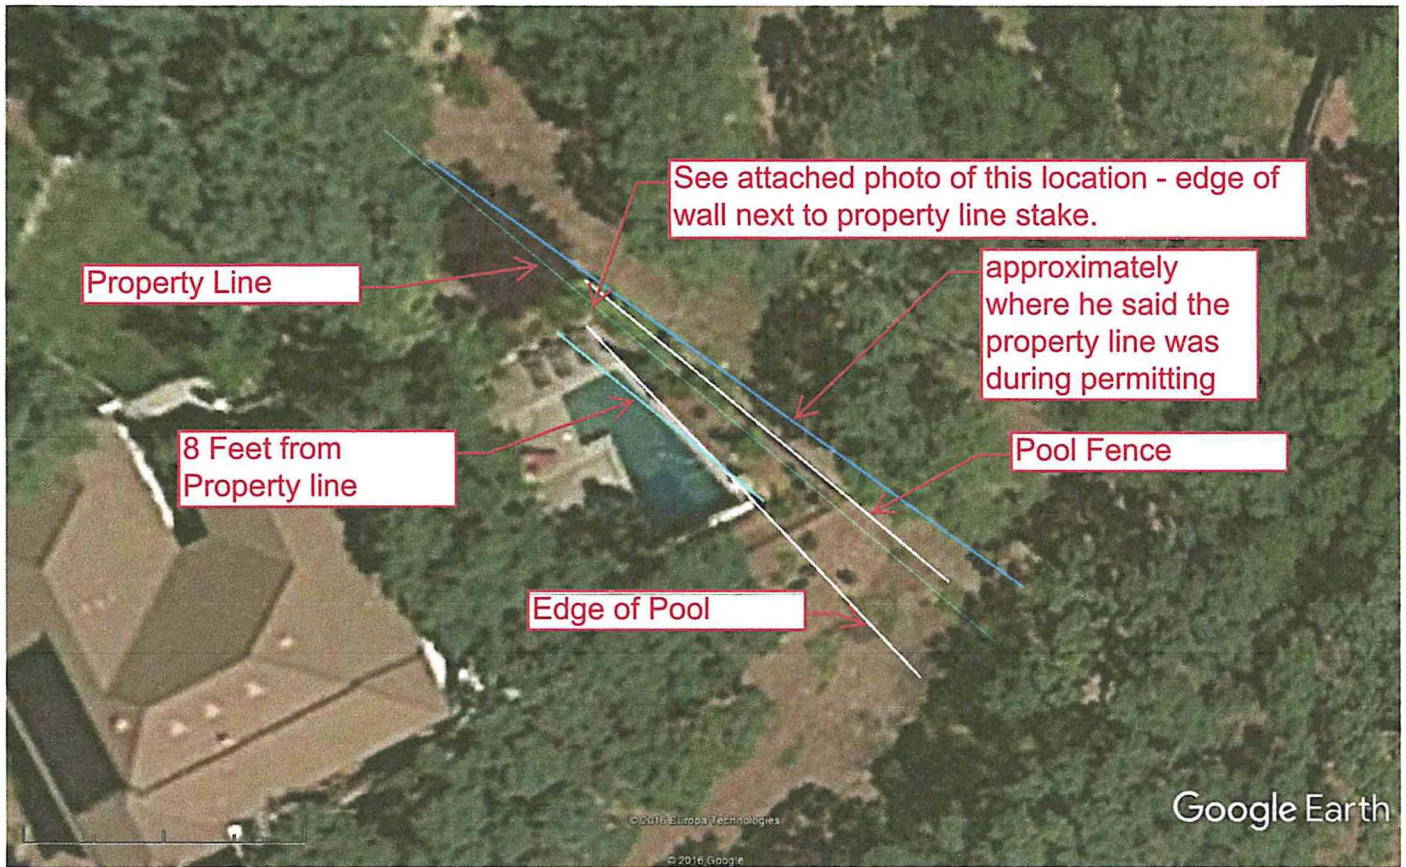 See attached photo of this location - edge of
wall next to property line stake.
Property Line
approximately
where he said the
property line was
during permitting
8 Feet from
Property line
Pool Fence
Edge of Pool
Google Earth
© 2016 Europa Technologies
© 2016 Google